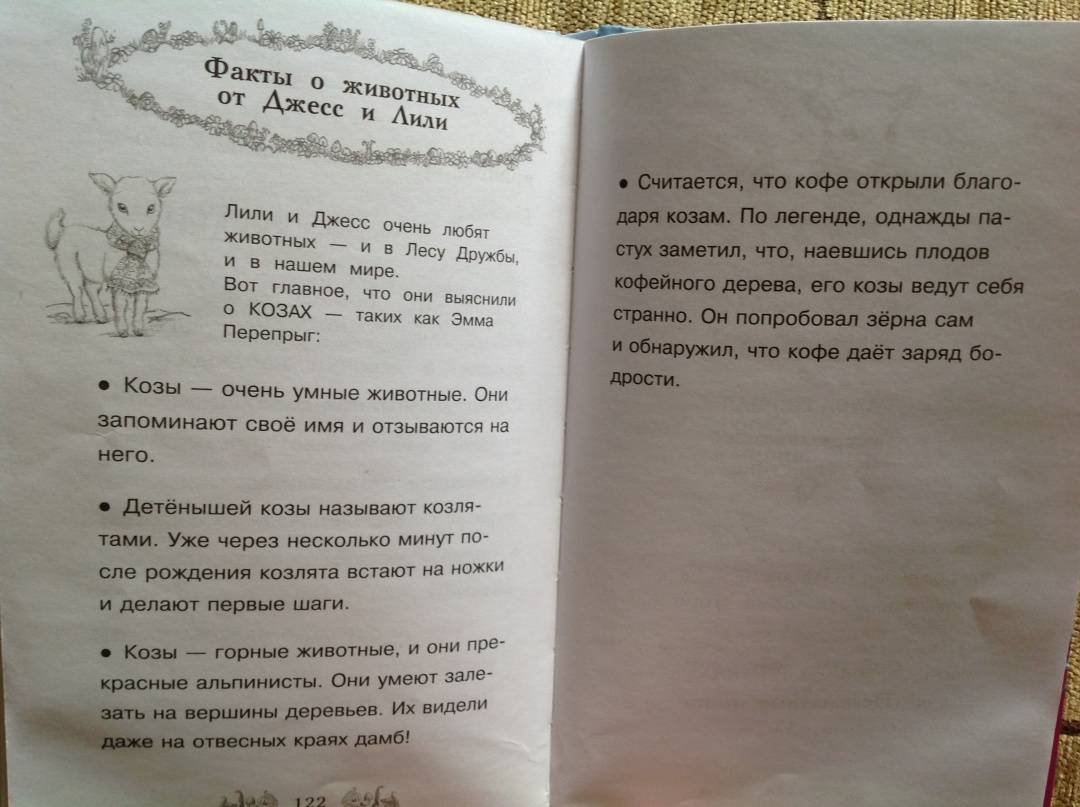 Факты о животных
от Джесс и Лили
Лили и Джесс очень любят
животных — и в Лесу Дружбы,
и в нашем мире.
Вот главное, что они выяснили
о КОЗАХ — таких как Эмма
Перепрыг:
• Козы — очень умные животные. Они
запоминают своё имя и отзываются на
него.
• Детёнышей козы называют козля-
тами. Уже через несколько минут по-
сле рождения козлята встают на ножки
и делают первые шаги.
• Козы — горные животные, и они пре-
красные альпинисты. Они умеют зале-
зать на вершины деревьев. Их видели
даже на отвесных краях дамб!
122
• Считается, что кофе открыли благо-
даря козам. По легенде, однажды па-
стух заметил, что, наевшись плодов
кофейного дерева, его козы ведут себя
странно. Он попробовал зёрна сам
и обнаружил, что кофе даёт заряд бо-
дрости.